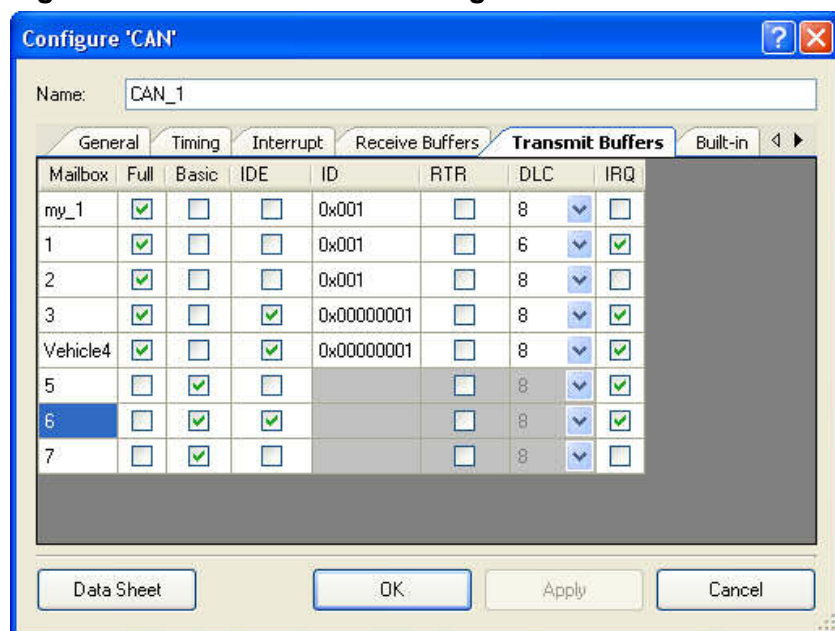 Configure 'CAN'
Name: CAN_1
General Timing Interrupt Receive Buffers Transmit Buffers Built-in
Mailbox Full Basic IDE ID RTR DLC IRQ
my_1 0x001 8
1 0x001 6
2 0x001 8
3 0x00000001 8
Vehicle4 0x00000001 8
5 8
6 8
7 8
Data Sheet OK Apply Cancel